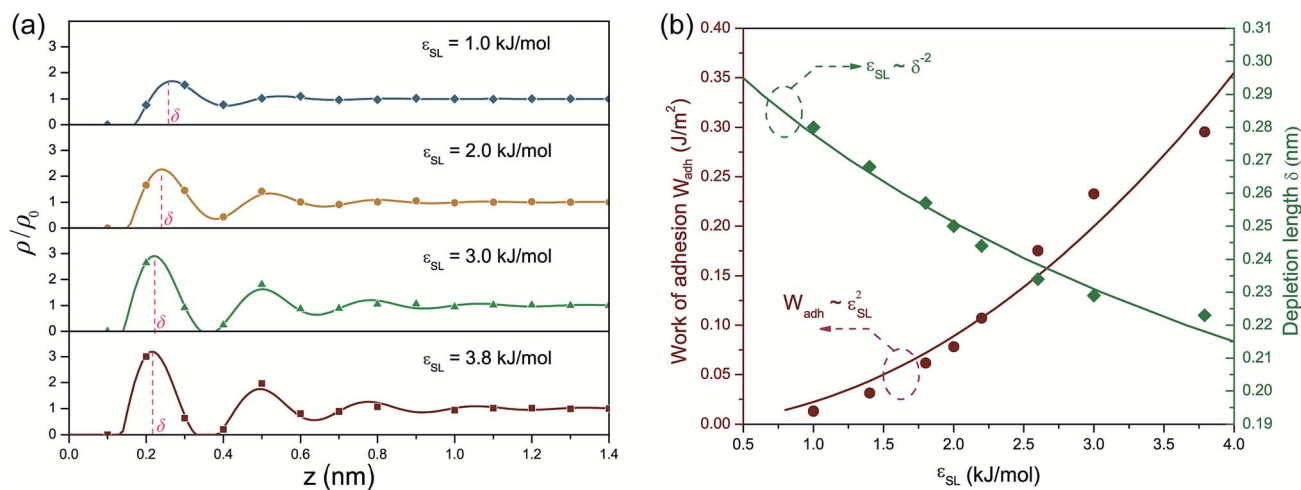 (a)
ε_SL = 1.0 kJ/mol
3
2
1
0
δ
ε_SL = 2.0 kJ/mol
3
2
1
0
δ
ρ/ρ₀
ε_SL = 3.0 kJ/mol
3
2
1
0
δ
ε_SL = 3.8 kJ/mol
3
2
1
0
δ
0.0 0.2 0.4 0.6 0.8 1.0 1.2 1.4
z (nm)
(b)
Work of adhesion W_adh (J/m²)
0.40
0.35
0.30
0.25
0.20
0.15
0.10
0.05
0.00
ε_SL ~ δ⁻²
W_adh ~ ε²_SL
0.31
0.30
0.29
0.28
0.27
0.26
0.25
0.24
0.23
0.22
0.21
0.20
0.19
Depletion length δ (nm)
0.5 1.0 1.5 2.0 2.5 3.0 3.5 4.0
ε_SL (kJ/mol)